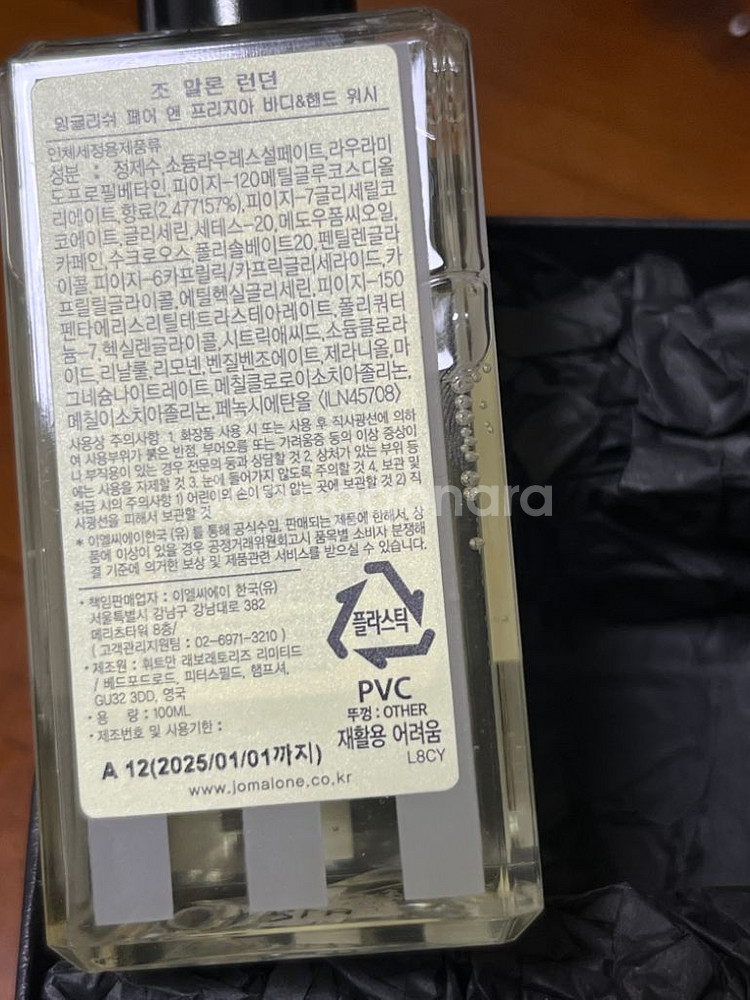 조 말론 런던
잉글리쉬 페어 앤 프리지아 바디&핸드 워시
인체세정용제품류
성분 : 정제수,소듐라우레스설페이트,라우라미
도프로필베타인,피이지-120메틸글루코스디올
리에이트,향료(2.477157%),피이지-7글리세릴코
코에이트,글리세린,세테스-20,메도우폼씨오일,
카페인,수크로오스,폴리솔베이트20,펜틸렌글라
이콜,피이지-6카프릴릭/카프릭글리세라이드,카
프릴릴글라이콜,에틸헥실글리세린,피이지-150
펜타에리스리틸테트라스테아레이트,폴리쿼터
늄-7,헥실렌글라이콜,시트릭애씨드,소듐클로라
이드,리날룰,리모넨,벤질벤조에이트,제라니올,마
그네슘나이트레이트,메칠클로로이소치아졸리논,
메칠이소치아졸리논,페녹시에탄올 <ILN45708>
사용상 주의사항 1. 화장품 사용 시 또는 사용 후 직사광선에 의하
여 사용부위가 붉은 반점, 부어오름 또는 가려움증 등의 이상 증상이
나 부작용이 있는 경우 전문의 등과 상담할 것 2. 상처가 있는 부위 등
에는 사용을 자제할 것 3. 눈에 들어가지 않도록 주의할 것 4. 보관 및
취급 시의 주의사항 1) 어린이의 손이 닿지 않는 곳에 보관할 것 2) 직
사광선을 피해서 보관할 것
* 이엘씨에이한국 (유) 를 통해 공식수입, 판매되는 제품에 한해서, 상
품에 이상이 있을 경우 공정거래위원회고시 품목별 소비자 분쟁해
결 기준에 의거한 보상 및 제품관련 서비스를 받으실 수 있습니다.
• 책임판매업자 : 이엘씨에이 한국(유)
서울특별시 강남구 강남대로 382
메리츠타워 8층/
( 고객관리지원팀 : 02-6971-3210 )
• 제조원 : 휘트만 래보래토리즈 리미티드
/ 베드포드로드, 피터스필드, 햄프셔,
GU32 3DD, 영국
• 용 량 : 100ML
• 제조번호 및 사용기한 :
A 12(2025/01/01까지)
www.jomalone.co.kr
플라스틱
PVC
뚜껑 : OTHER
재활용 어려움
L8CY